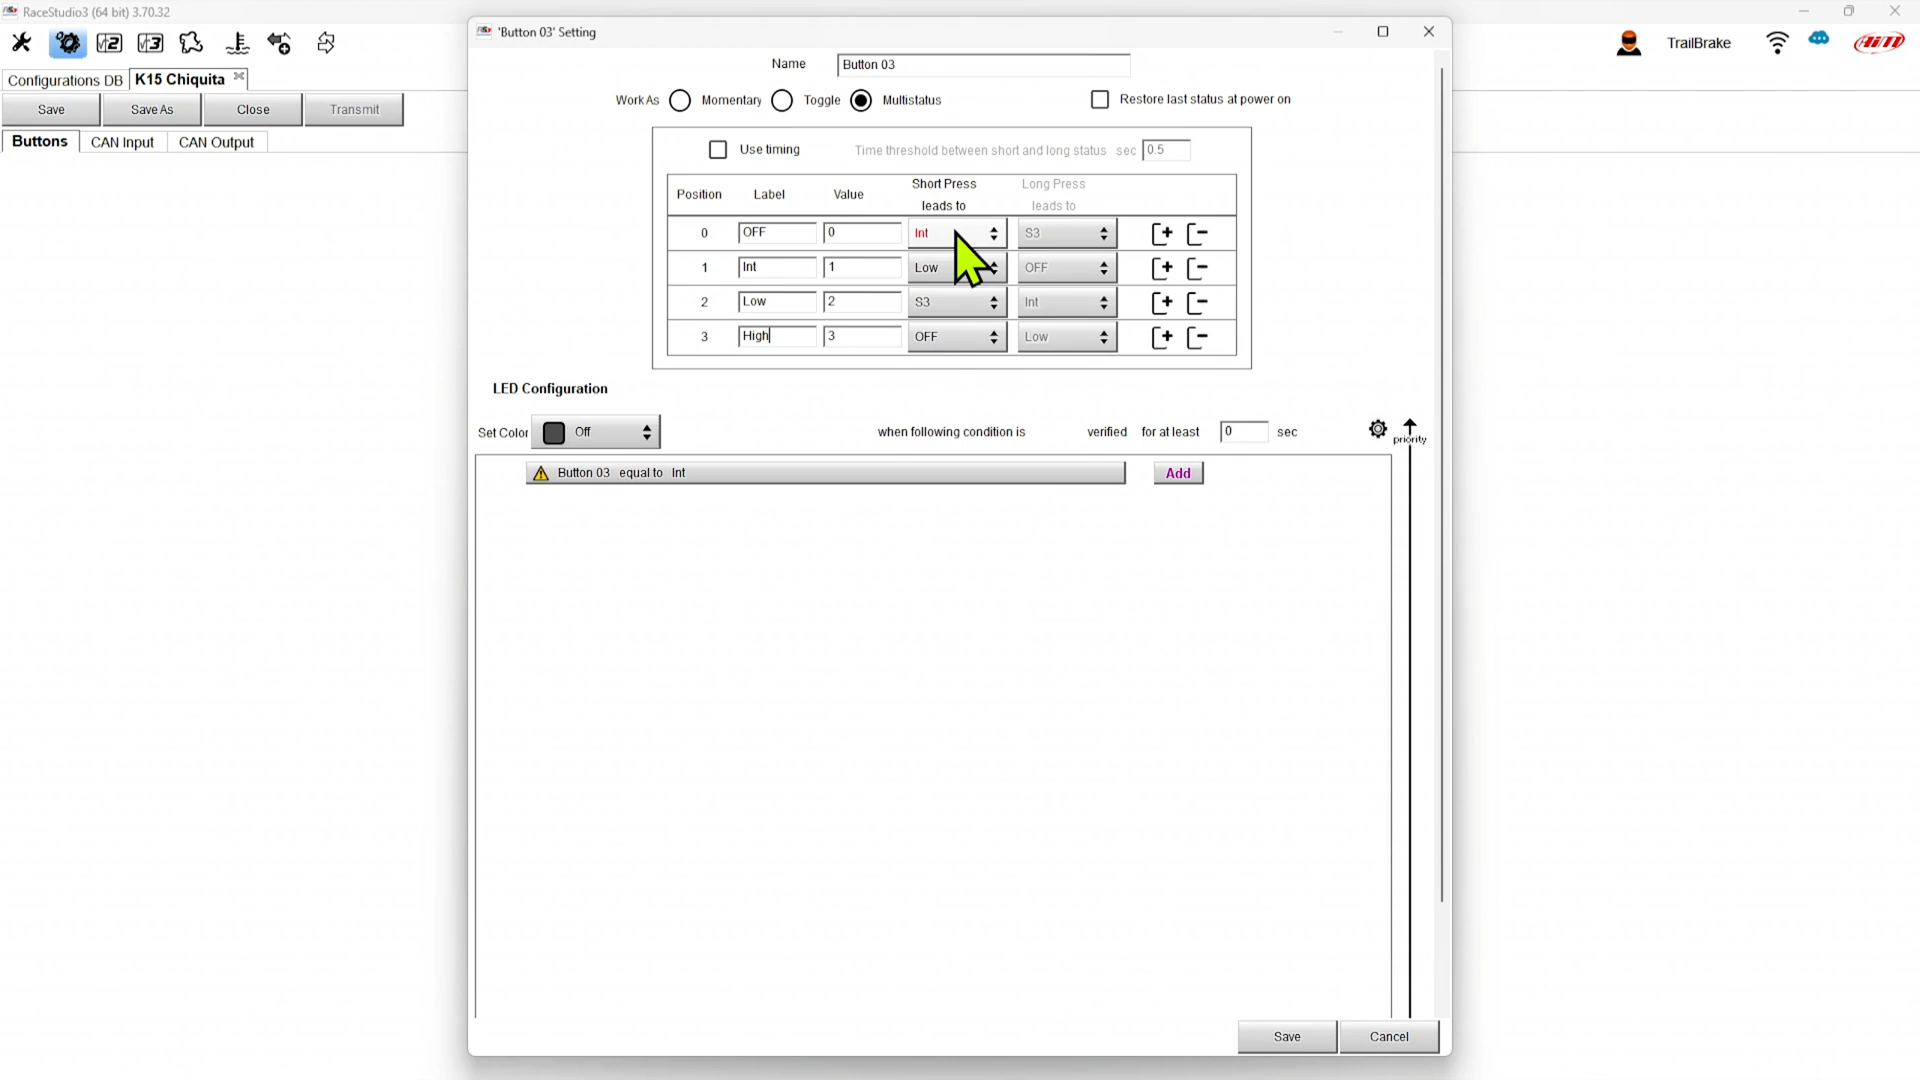 RaceStudio3 (64 bit) 3.70.32
TrailBrake
AiM
Configurations DB
K15 Chiquita
Save
Save As
Close
Transmit
Buttons
CAN Input
CAN Output
'Button 03' Setting
Name
Button 03
Work As
Momentary
Toggle
Multistatus
Restore last status at power on
Use timing
Time threshold between short and long status sec
0.5
Position
Label
Value
Short Press leads to
Long Press leads to
0 OFF 0 Int S3
1 Int 1 Low OFF
2 Low 2 S3 Int
3 High 3 OFF Low
LED Configuration
Set Color
Off
when following condition is
verified
for at least
0
sec
priority
Button 03 equal to Int
Add
Save
Cancel